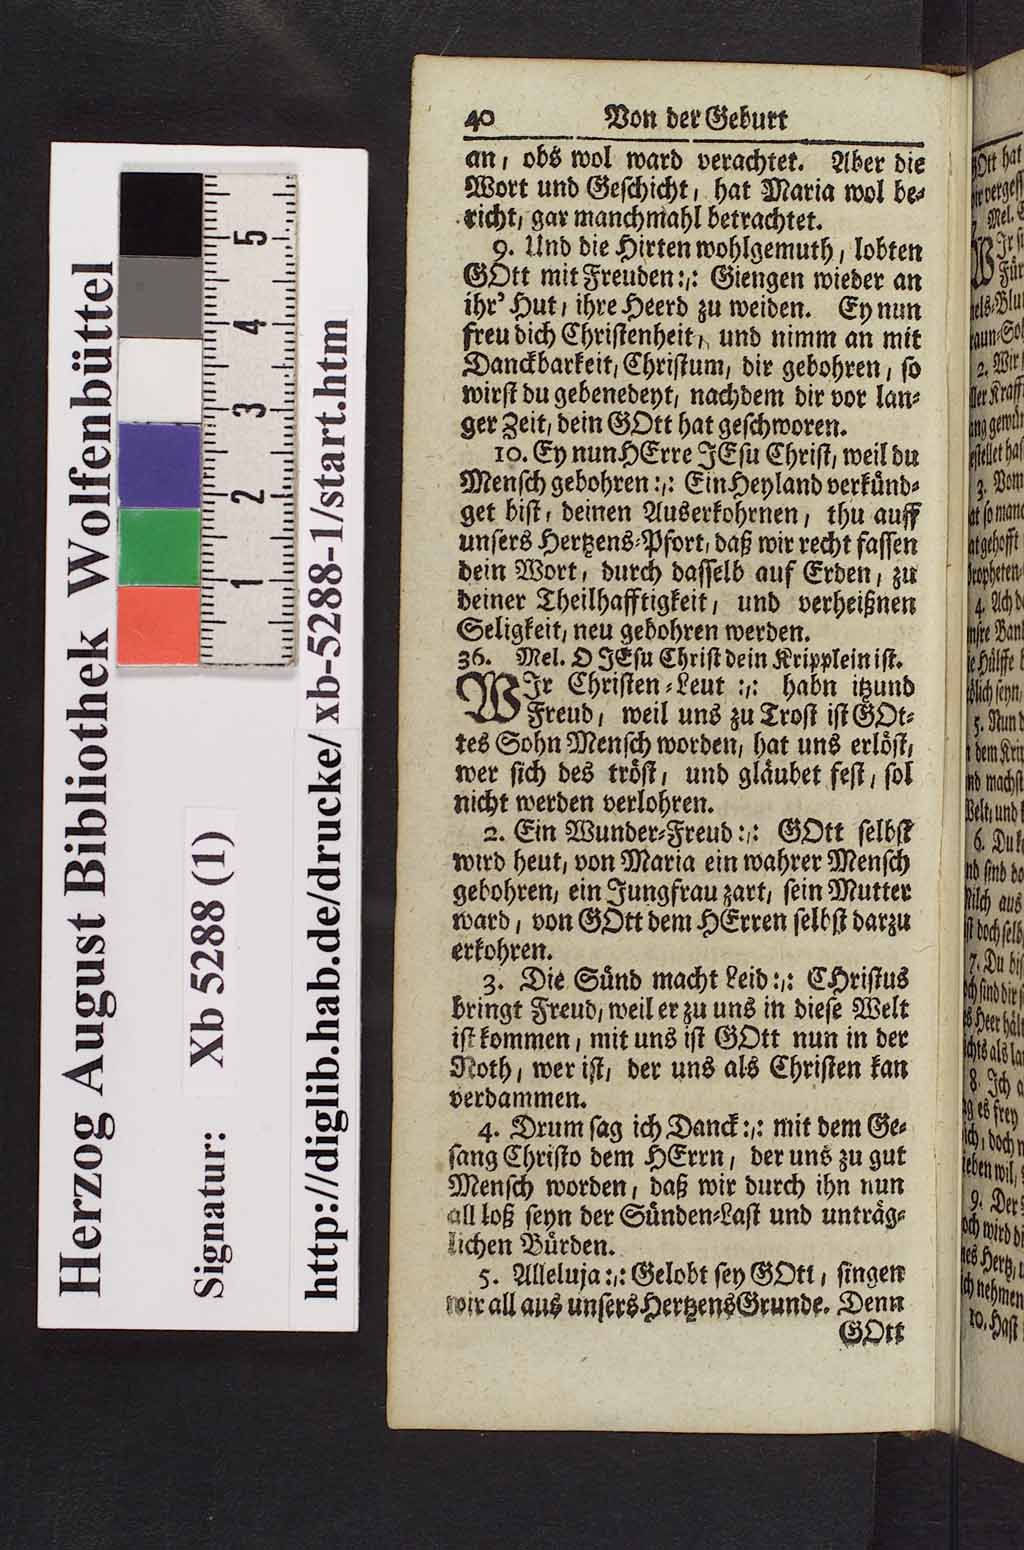 Herzog August Bibliothek Wolfenbüttel
Signatur: Xb 5288 (1)
http://diglib.hab.de/drucke/ xb-5288-1/start.htm
5
4
3
2
1
40 Von der Geburt
an, obs wol ward verachtet. Aber die
Wort und Geschicht, hat Maria wol be-
richt, gar manchmahl betrachtet.
9. Und die Hirten wohlgemuth, lobten
GOtt mit Freuden:,: Giengen wieder an
ihr' Hut, ihre Heerd zu weiden. Ey nun
freu dich Christenheit, und nimm an mit
Danckbarkeit, Christum, dir gebohren, so
wirst du gebenedeyt, nachdem dir vor lan-
ger Zeit, dein GOtt hat geschworen.
10. Ey nun HErre JEsu Christ, weil du
Mensch gebohren:,: Ein Heyland verkünd-
get bist, deinen Auserkohrnen, thu auff
unsers Hertzens-Pfort, daß wir recht fassen
dein Wort, durch dasselb auf Erden, zu
deiner Theilhafftigkeit, und verheißnen
Seligkeit, neu gebohren werden.
36. Mel. O JEsu Christ dein Kripplein ist.
WJr Christen-Leut :,: habn itzund
Freud, weil uns zu Trost ist GOt-
tes Sohn Mensch worden, hat uns erlöst,
wer sich des tröst, und gläubet fest, sol
nicht werden verlohren.
2. Ein Wunder-Freud:,: GOtt selbst
wird heut, von Maria ein wahrer Mensch
gebohren, ein Jungfrau zart, sein Mutter
ward, von GOtt dem HErren selbst darzu
erkohren.
3. Die Sünd macht Leid:,: CHristus
bringt Freud, weil er zu uns in diese Welt
ist kommen, mit uns ist GOtt nun in der
Noth, wer ist, der uns als Christen kan
verdammen.
4. Drum sag ich Danck:,: mit dem Ge-
sang Christo dem HErrn, der uns zu gut
Mensch worden, daß wir durch ihn nun
all loß seyn der Sünden-Last und unträg-
lichen Bürden.
5. Alleluja:,: Gelobt sey GOtt, singen
wir all aus unsers Hertzens Grunde. Denn
GOtt